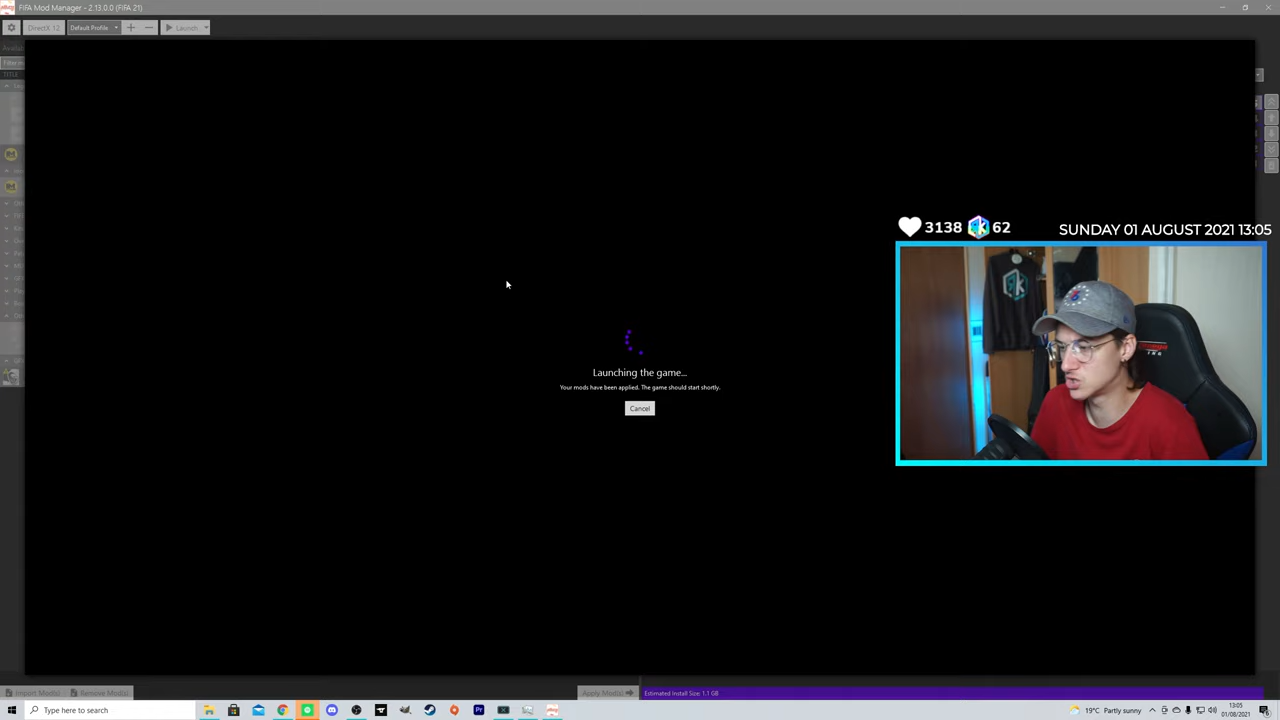 FIFA Mod Manager - 2.13.0.0 (FIFA 21)
DirectX 12
Default Profile
Launch
3138
62
SUNDAY 01 AUGUST 2021 13:05
Launching the game...
Your mods have been applied. The game should start shortly.
Cancel
Import Mod(s)
Remove Mod(s)
Apply Mod(s)
Estimated Install Size: 1.1 GB
Type here to search
19°C Partly sunny
13:05
01/08/2021